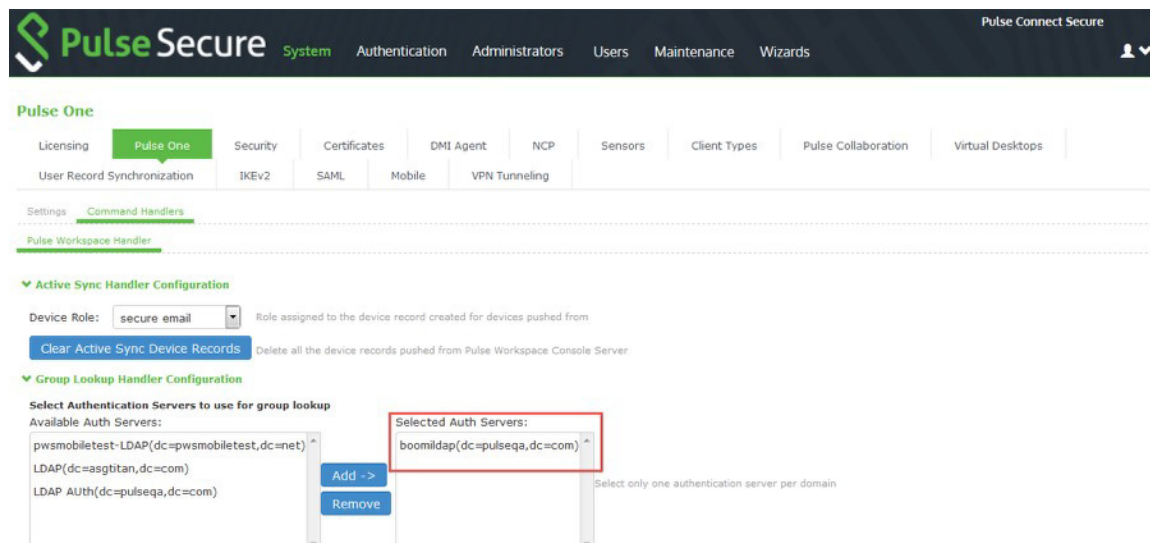 Pulse Connect Secure
Pulse Secure System Authentication Administrators Users Maintenance Wizards
Pulse One
Licensing Pulse One Security Certificates DMI Agent NCP Sensors Client Types Pulse Collaboration Virtual Desktops
User Record Synchronization IKEv2 SAML Mobile VPN Tunneling
Settings Command Handlers
Pulse Workspace Handler
Active Sync Handler Configuration
Device Role: secure email Role assigned to the device record created for devices pushed from
Clear Active Sync Device Records Delete all the device records pushed from Pulse Workspace Console Server
Group Lookup Handler Configuration
Select Authentication Servers to use for group lookup
Available Auth Servers: Selected Auth Servers:
pwsmobiletest-LDAP(dc=pwsmobiletest,dc=net) boomildap(dc=pulseqa,dc=com)
LDAP(dc=asgtitan,dc=com)
Add ->
LDAP AUth(dc=pulseqa,dc=com) Select only one authentication server per domain
Remove